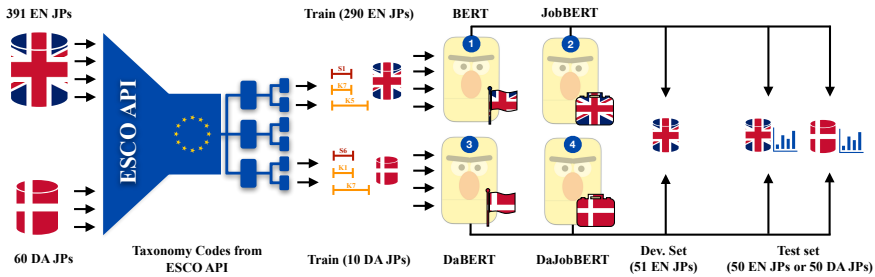 391 EN JPs
Train (290 EN JPs)
BERT
JobBERT
1
2
S1
K7
K5
ESCO API
3
4
S6
K1
K7
60 DA JPs
Taxonomy Codes from
ESCO API
Train (10 DA JPs)
DaBERT
DaJobBERT
Dev. Set
(51 EN JPs)
Test set
(50 EN JPs or 50 DA JPs)